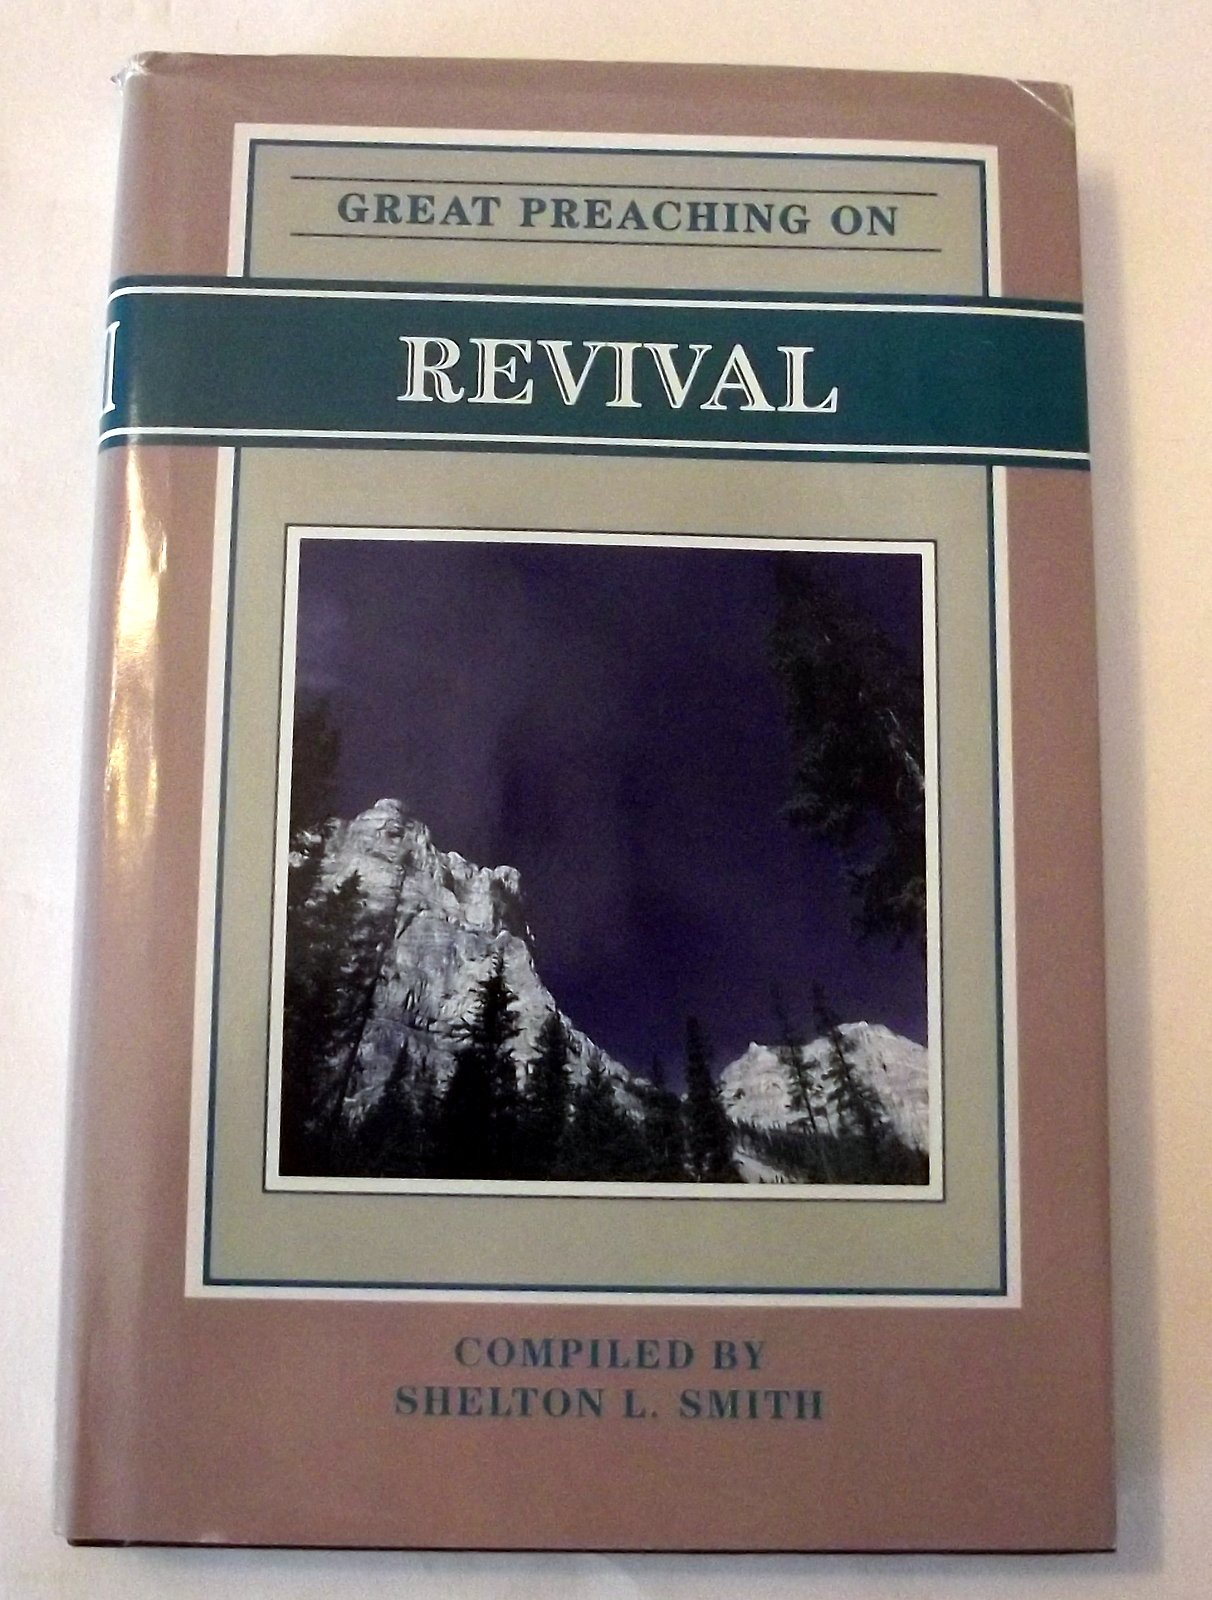 GREAT PREACHING ON
REVIVAL
COMPILED BY
SHELTON L. SMITH